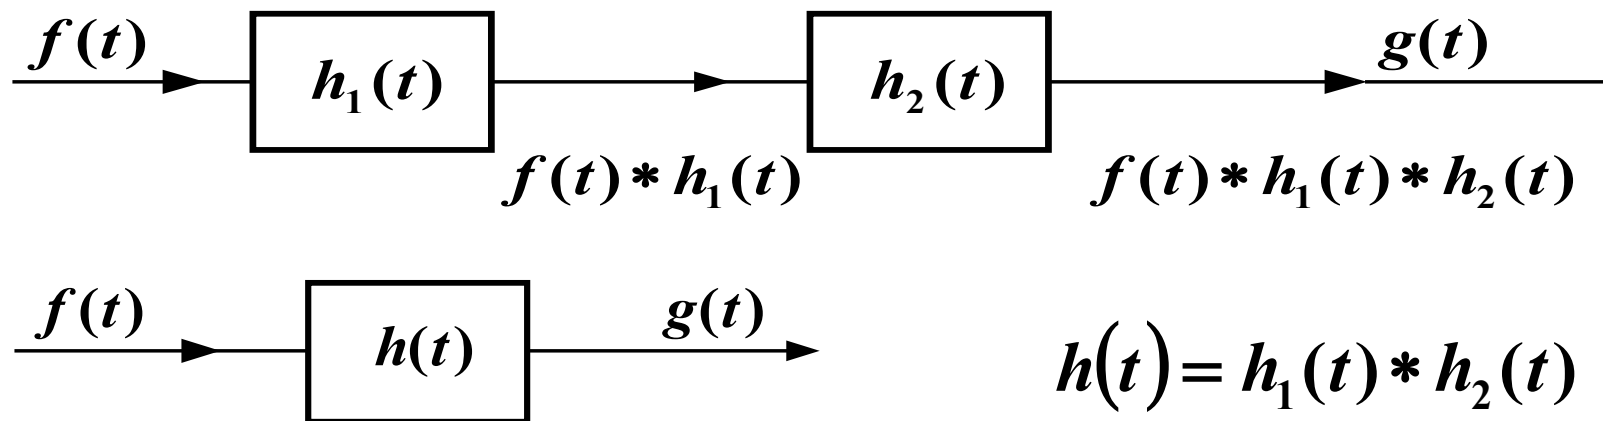 f(t) h₁(t) h₂(t) g(t)
f(t) * h₁(t) f(t) * h₁(t) * h₂(t)
f(t) h(t) g(t)
h(t) = h₁(t) * h₂(t)